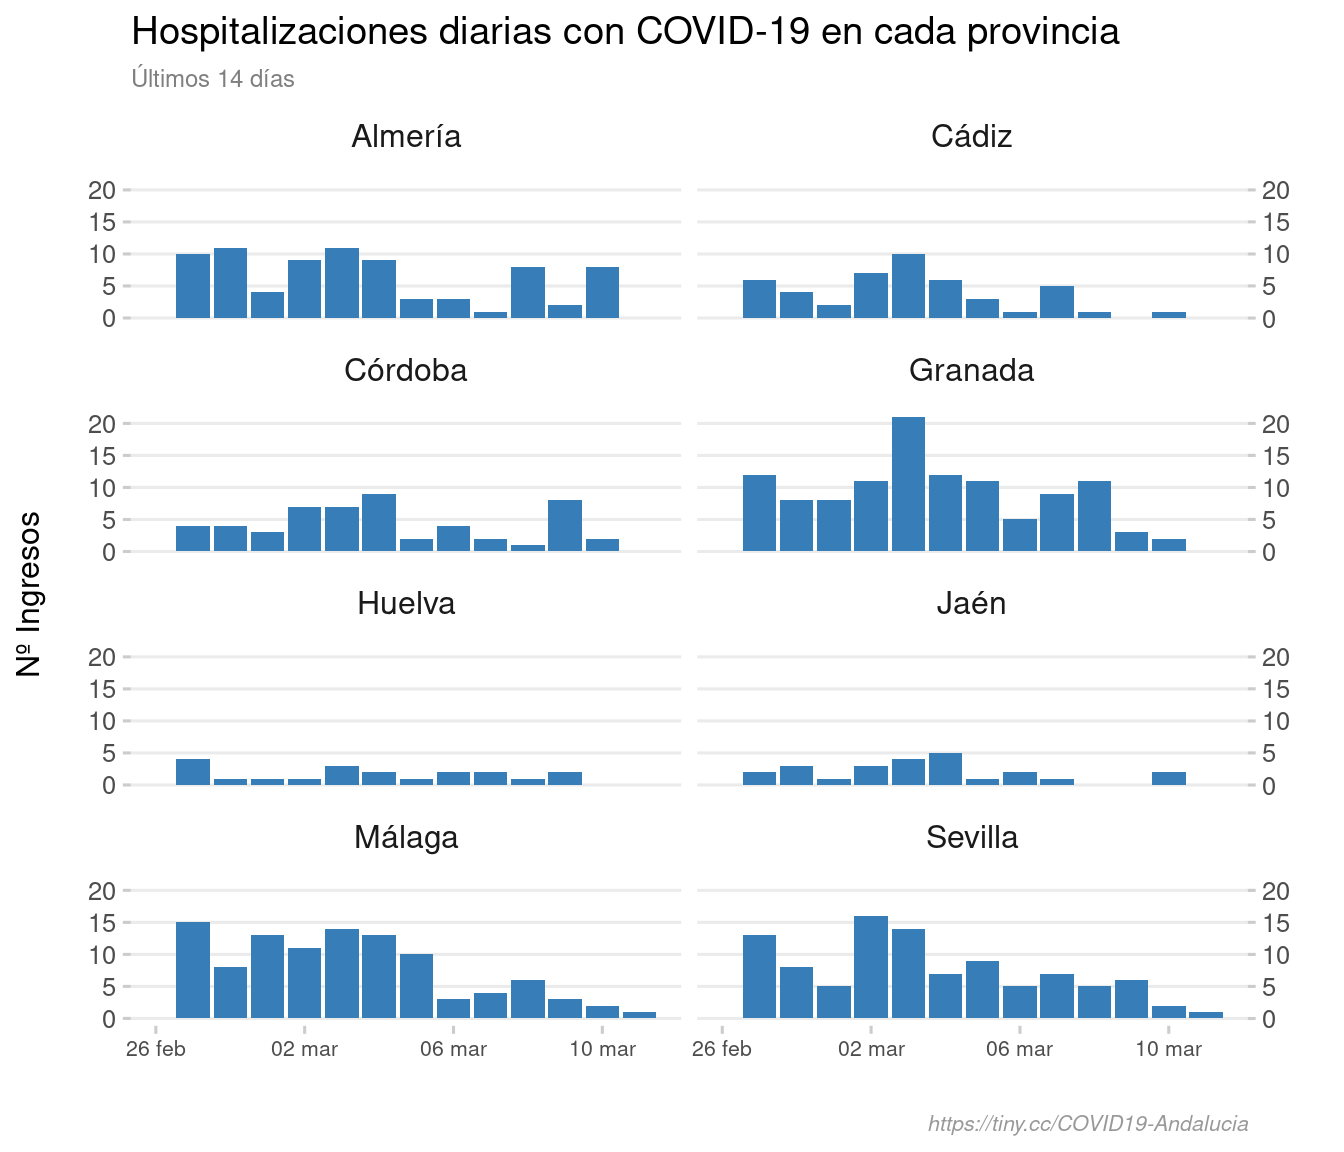 Hospitalizaciones diarias con COVID-19 en cada provincia
Últimos 14 días
Almería
Cádiz
20
15
10
5
0
20
15
10
5
0
Córdoba
Granada
20
15
10
5
0
20
15
10
5
0
Nº Ingresos
Huelva
Jaén
20
15
10
5
0
20
15
10
5
0
Málaga
Sevilla
20
15
10
5
0
20
15
10
5
0
26 feb 02 mar 06 mar 10 mar
26 feb 02 mar 06 mar 10 mar
https://tiny.cc/COVID19-Andalucia